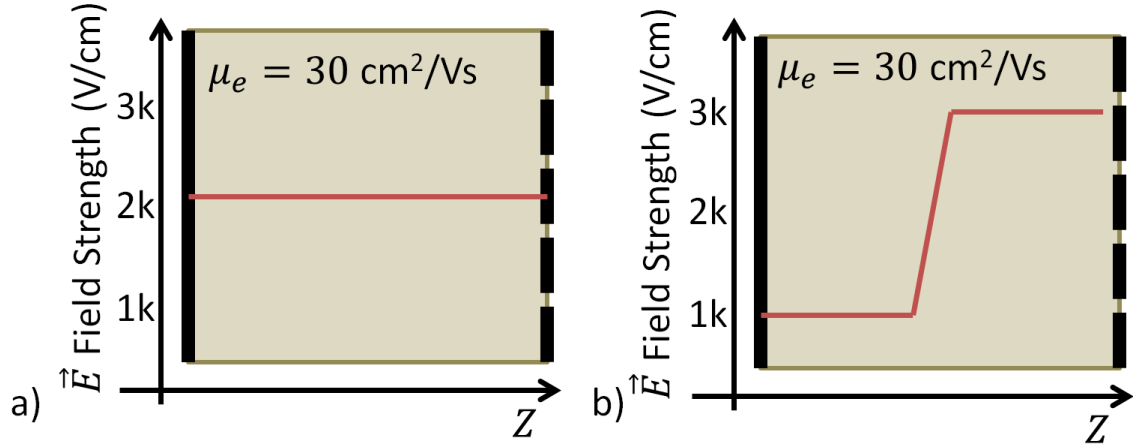 μₑ = 30 cm²/Vs
3k
2k
1k
E⃗ Field Strength (V/cm)
a)
Z
μₑ = 30 cm²/Vs
3k
2k
1k
E⃗ Field Strength (V/cm)
b)
Z